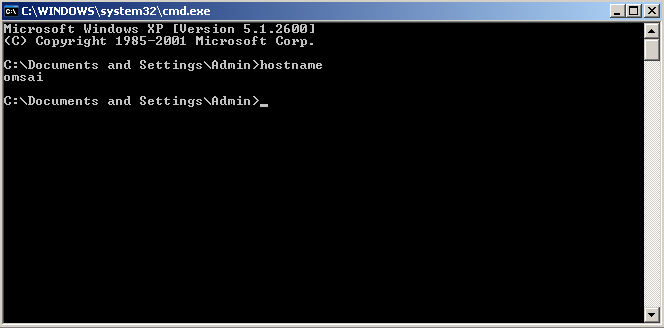 C:\WINDOWS\system32\cmd.exe
Microsoft Windows XP [Version 5.1.2600]
(C) Copyright 1985-2001 Microsoft Corp.
C:\Documents and Settings\Admin>hostname
omsai
C:\Documents and Settings\Admin>_